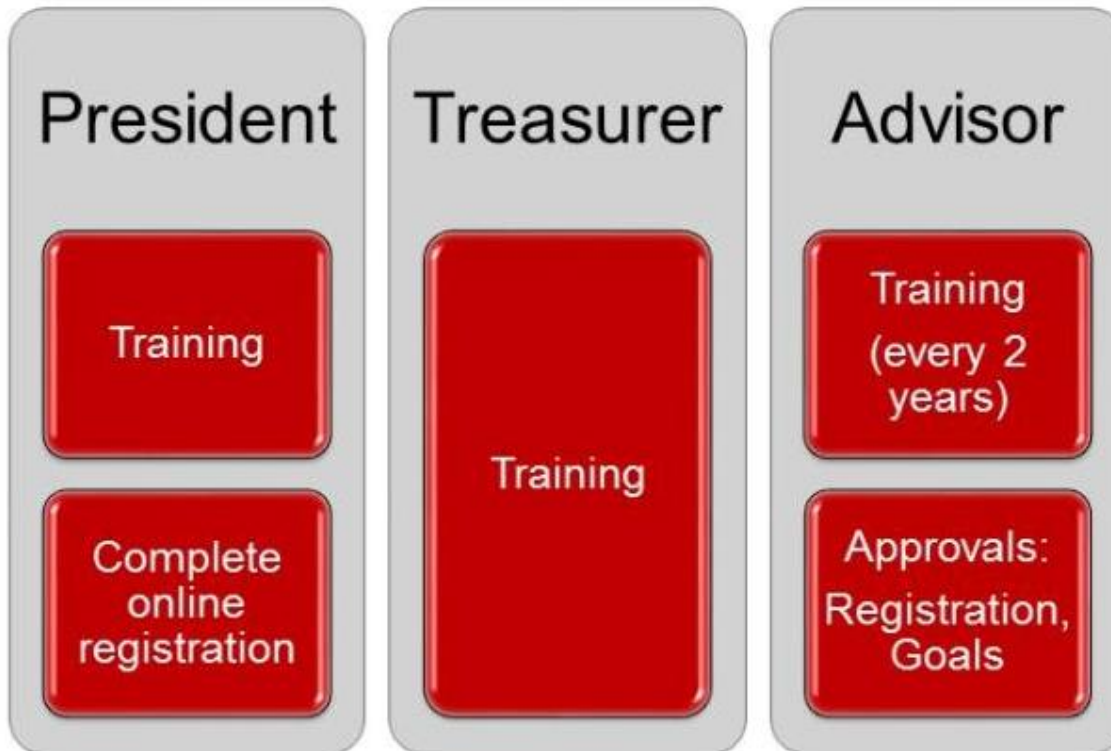 President
Training
Complete
online
registration
Treasurer
Training
Advisor
Training
(every 2
years)
Approvals:
Registration,
Goals